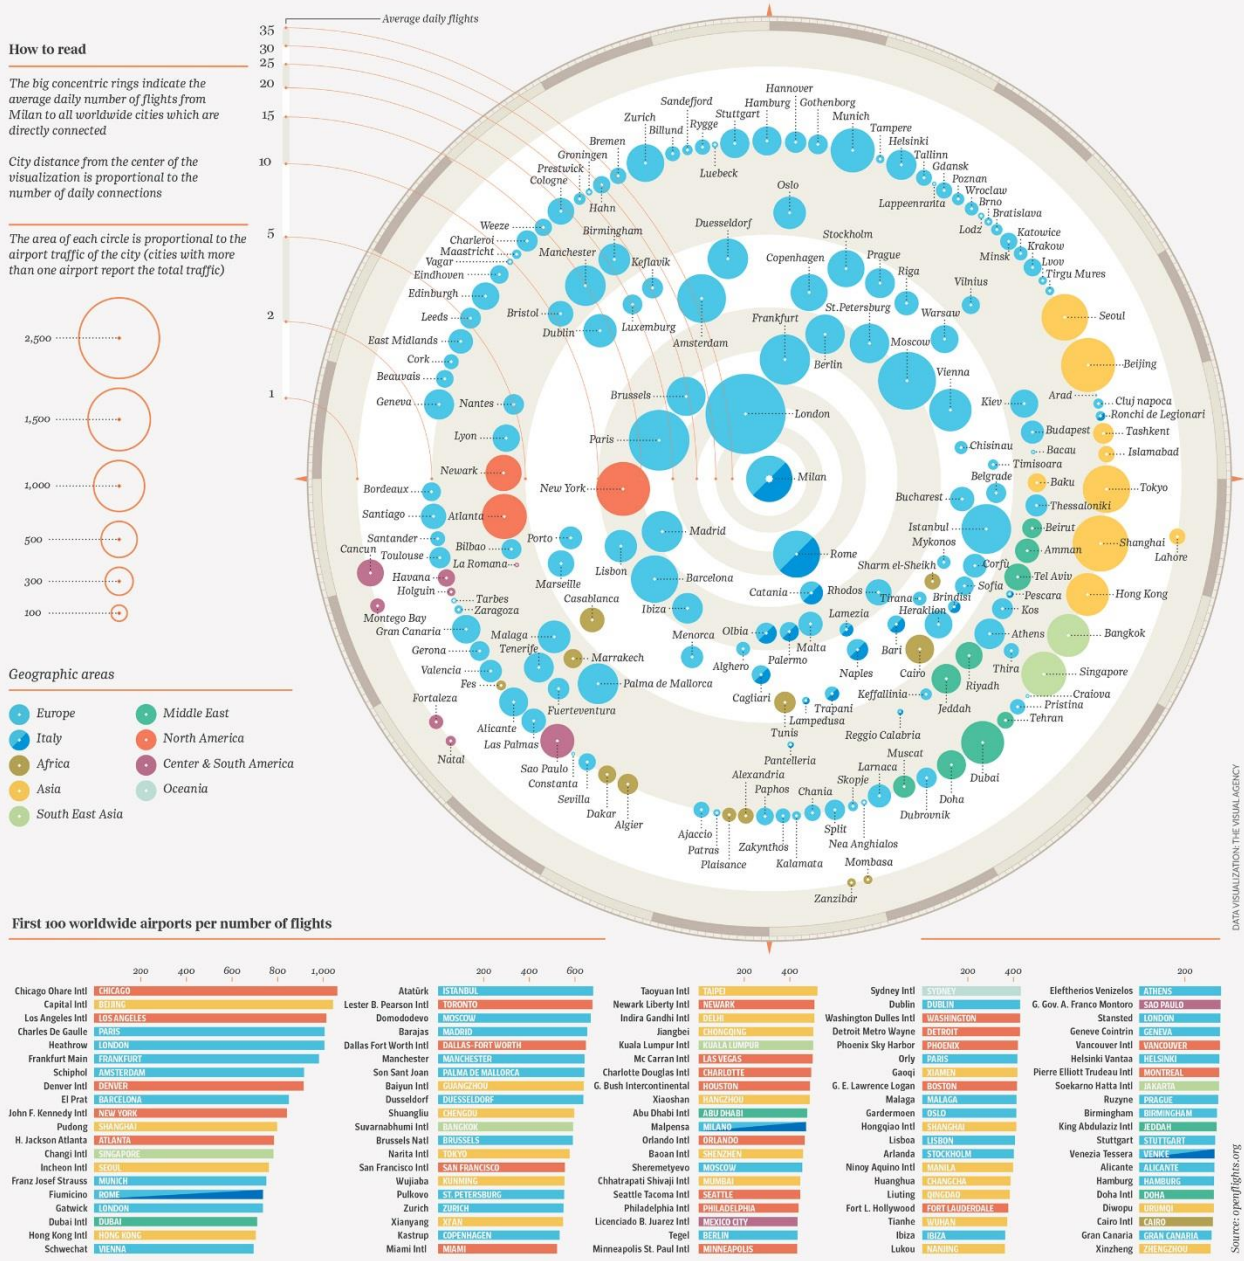 Average daily flights
35
30
25
20
15
10
5
2
1
How to read
The big concentric rings indicate the
average daily number of flights from
Milan to all worldwide cities which are
directly connected
City distance from the center of the
visualization is proportional to the
number of daily connections
The area of each circle is proportional to the
airport traffic of the city (cities with more
than one airport report the total traffic)
2,500
1,500
1,000
500
300
100
Geographic areas
Europe
Middle East
Italy
North America
Africa
Center & South America
Asia
Oceania
South East Asia
Hannover
Sandefjord
Hamburg
Gothenborg
Zurich
Rygge
Stuttgart
Munich
Billund
Tampere
Bremen
Helsinki
Groningen
Luebeck
Tallinn
Prestwick
Gdansk
Cologne
Poznan
Oslo
Wroclaw
Lappeenranta
Brno
Hahn
Bratislava
Weeze
Birmingham
Duesseldorf
Lodz
Katowice
Charleroi
Stockholm
Krakow
Maastricht
Manchester
Minsk
Lvov
Vagar
Keflavik
Copenhagen
Prague
Tirgu Mures
Eindhoven
Riga
Vilnius
Edinburgh
Bristol
Luxemburg
St.Petersburg
Warsaw
Seoul
Leeds
Dublin
Frankfurt
East Midlands
Amsterdam
Moscow
Cork
Berlin
Beijing
Beauvais
Vienna
Brussels
Arad
Geneva
Nantes
London
Kiev
Cluj napoca
Ronchi de Legionari
Lyon
Paris
Budapest
Tashkent
Chisinau
Bacau
Islamabad
Newark
Timisoara
Milan
Belgrade
Baku
Bordeaux
New York
Bucharest
Tokyo
Thessaloniki
Santiago
Atlanta
Istanbul
Beirut
Madrid
Santander
Porto
Mykonos
Shanghai
Bilbao
Amman
Cancun
Toulouse
Rome
Lahore
La Romana
Lisbon
Sharm el-Sheikh
Corfù
Marseille
Barcelona
Tel Aviv
Havana
Sofia
Holguin
Catania
Rhodos
Tirana
Brindisi
Pescara
Hong Kong
Tarbes
Casablanca
Zaragoza
Ibiza
Heraklion
Kos
Montego Bay
Lamezia
Gran Canaria
Malaga
Menorca
Olbia
Athens
Bangkok
Gerona
Tenerife
Alghero
Palermo
Malta
Bari
Thira
Marrakech
Naples
Cairo
Valencia
Singapore
Fes
Palma de Mallorca
Riyadh
Fortaleza
Cagliari
Keffallinia
Craiova
Fuerteventura
Trapani
Jeddah
Pristina
Alicante
Lampedusa
Tehran
Tunis
Reggio Calabria
Las Palmas
Natal
Pantelleria
Muscat
Sao Paulo
Larnaca
Dubai
Constanta
Alexandria
Skopje
Sevilla
Paphos
Chania
Doha
Dakar
Dubrovnik
Algier
Split
Ajaccio
Nea Anghialos
Patras
Zakynthos
Plaisance
Kalamata
Mombasa
Zanzibar
DATA VISUALIZATION: THE VISUAL AGENCY
First 100 worldwide airports per number of flights
200 400 600 800 1,000
Chicago Ohare Intl CHICAGO
Capital Intl BEIJING
Los Angeles Intl LOS ANGELES
Charles De Gaulle PARIS
Heathrow LONDON
Frankfurt Main FRANKFURT
Schiphol AMSTERDAM
Denver Intl DENVER
El Prat BARCELONA
John F. Kennedy Intl NEW YORK
Pudong SHANGHAI
H. Jackson Atlanta ATLANTA
Changi Intl SINGAPORE
Incheon Intl SEOUL
Franz Josef Strauss MUNICH
Fiumicino ROME
Gatwick LONDON
Dubai Intl DUBAI
Hong Kong Intl HONG KONG
Schwechat VIENNA
200 400 600
Atatürk ISTANBUL
Lester B. Pearson Intl TORONTO
Domododevo MOSCOW
Barajas MADRID
Dallas Fort Worth Intl DALLAS-FORT WORTH
Manchester MANCHESTER
Son Sant Joan PALMA DE MALLORCA
Baiyun Intl GUANGZHOU
Dusseldorf DUESSELDORF
Shuangliu CHENGDU
Suvarnabhumi Intl BANGKOK
Brussels Natl BRUSSELS
Narita Intl TOKYO
San Francisco Intl SAN FRANCISCO
Wujiaba KUNMING
Pulkovo ST. PETERSBURG
Zurich ZURICH
Xianyang XI'AN
Kastrup COPENHAGEN
Miami Intl MIAMI
200 400
Taoyuan Intl TAIPEI
Newark Liberty Intl NEWARK
Indira Gandhi Intl DELHI
Jiangbei CHONGQING
Kuala Lumpur Intl KUALA LUMPUR
Mc Carran Intl LAS VEGAS
Charlotte Douglas Intl CHARLOTTE
G. Bush Intercontinental HOUSTON
Xiaoshan HANGZHOU
Abu Dhabi Intl ABU DHABI
Malpensa MILANO
Orlando Intl ORLANDO
Baoan Intl SHENZHEN
Sheremetyevo MOSCOW
Chhatrapati Shivaji Intl MUMBAI
Seattle Tacoma Intl SEATTLE
Philadelphia Intl PHILADELPHIA
Licenciado B. Juarez Intl MEXICO CITY
Tegel BERLIN
Minneapolis St. Paul Intl MINNEAPOLIS
200 400
Sydney Intl SYDNEY
Dublin DUBLIN
Washington Dulles Intl WASHINGTON
Detroit Metro Wayne DETROIT
Phoenix Sky Harbor PHOENIX
Orly PARIS
Gaoqi XIAMEN
G. E. Lawrence Logan BOSTON
Malaga MALAGA
Gardermoen OSLO
Hongqiao Intl SHANGHAI
Lisboa LISBON
Arlanda STOCKHOLM
Ninoy Aquino Intl MANILA
Huanghua CHANGCHA
Liuting QINGDAO
Fort L. Hollywood FORT LAUDERDALE
Tianhe WUHAN
Ibiza IBIZA
Lukou NANJING
200
Eleftherios Venizelos ATHENS
G. Gov. A. Franco Montoro SAO PAULO
Stansted LONDON
Geneve Cointrin GENEVA
Vancouver Intl VANCOUVER
Helsinki Vantaa HELSINKI
Pierre Elliott Trudeau Intl MONTREAL
Soekarno Hatta Intl JAKARTA
Ruzyne PRAGUE
Birmingham BIRMINGHAM
King Abdulaziz Intl JEDDAH
Stuttgart STUTTGART
Venezia Tessera VENICE
Alicante ALICANTE
Hamburg HAMBURG
Doha Intl DOHA
Diwopu URUMQI
Cairo Intl CAIRO
Gran Canaria GRAN CANARIA
Xinzheng ZHENGZHOU
Source: openflights.org